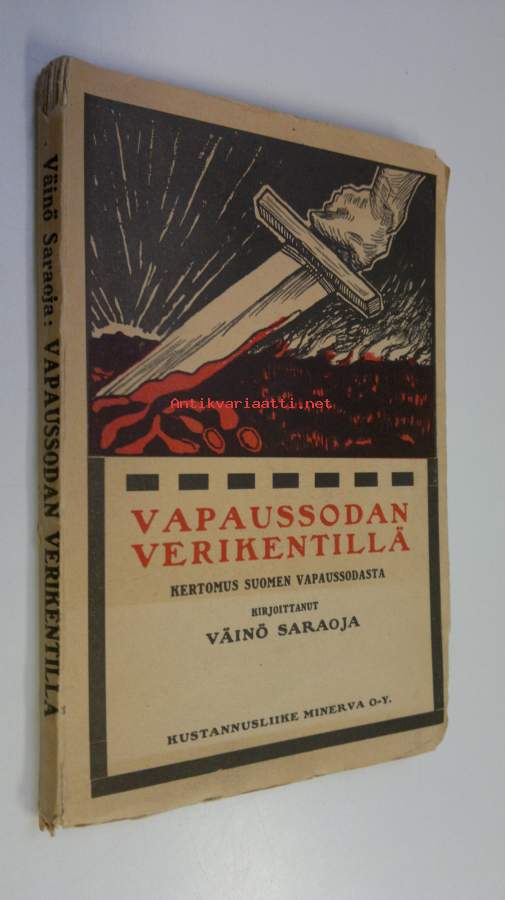 Väinö Saraoja: VAPAUSSODAN VERIKENTILLÄ
Antikvariaatti.net
VAPAUSSODAN
VERIKENTILLÄ
KERTOMUS SUOMEN VAPAUSSODASTA
KIRJOITTANUT
VÄINÖ SARAOJA
KUSTANNUSLIIKE MINERVA O-Y.